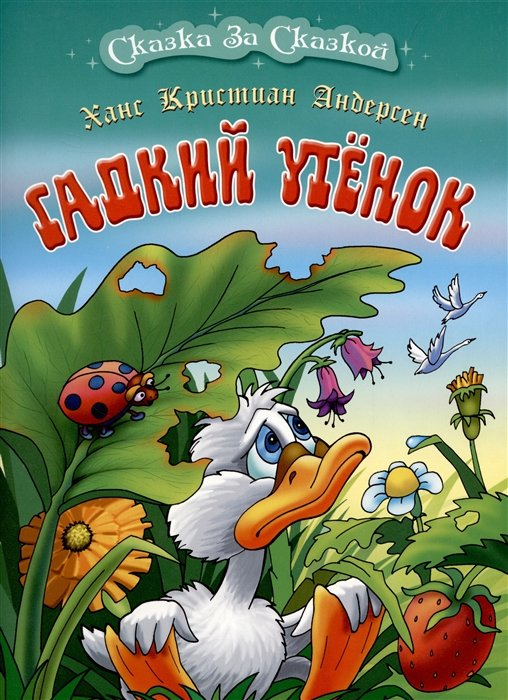 Сказка За Сказкой
Ханс Кристиан Андерсен
ГАДКИЙ УТЁНОК